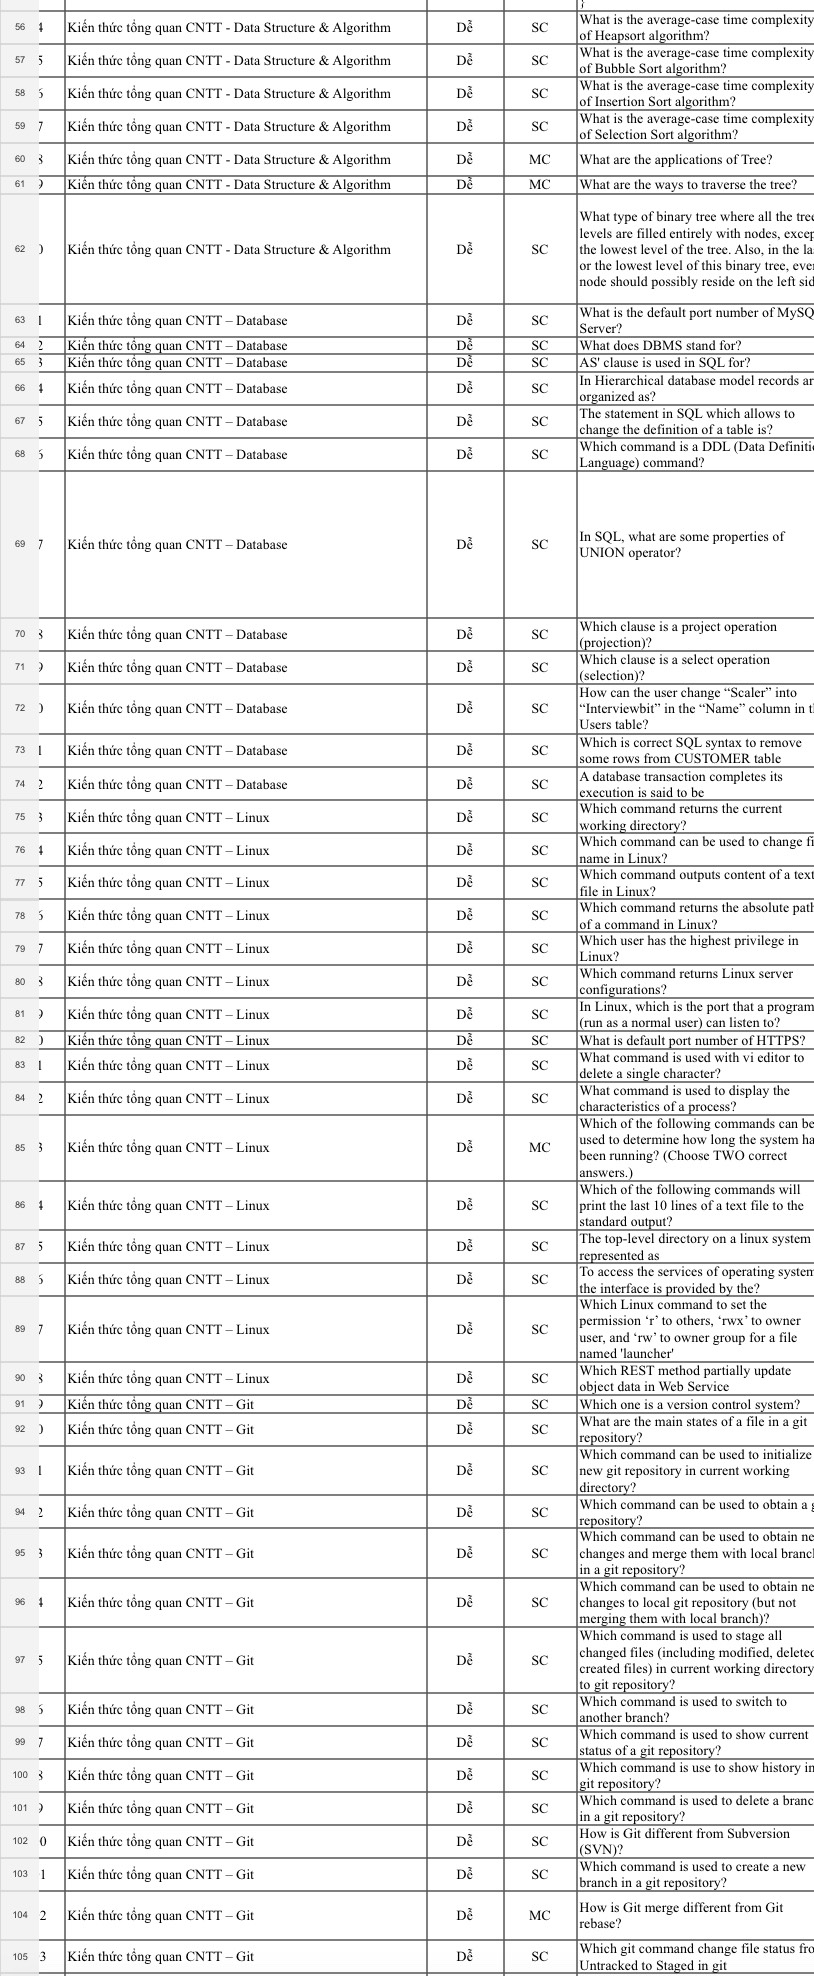 }
56 4 Kiến thức tổng quan CNTT - Data Structure & Algorithm Dễ SC What is the average-case time complexity
of Heapsort algorithm?
57 5 Kiến thức tổng quan CNTT - Data Structure & Algorithm Dễ SC What is the average-case time complexity
of Bubble Sort algorithm?
58 6 Kiến thức tổng quan CNTT - Data Structure & Algorithm Dễ SC What is the average-case time complexity
of Insertion Sort algorithm?
59 7 Kiến thức tổng quan CNTT - Data Structure & Algorithm Dễ SC What is the average-case time complexity
of Selection Sort algorithm?
60 8 Kiến thức tổng quan CNTT - Data Structure & Algorithm Dễ MC What are the applications of Tree?
61 9 Kiến thức tổng quan CNTT - Data Structure & Algorithm Dễ MC What are the ways to traverse the tree?
62 0 Kiến thức tổng quan CNTT - Data Structure & Algorithm Dễ SC What type of binary tree where all the tree
levels are filled entirely with nodes, excep
the lowest level of the tree. Also, in the la
or the lowest level of this binary tree, ever
node should possibly reside on the left sid
63 1 Kiến thức tổng quan CNTT – Database Dễ SC What is the default port number of MySQ
Server?
64 2 Kiến thức tổng quan CNTT – Database Dễ SC What does DBMS stand for?
65 3 Kiến thức tổng quan CNTT – Database Dễ SC AS' clause is used in SQL for?
66 4 Kiến thức tổng quan CNTT – Database Dễ SC In Hierarchical database model records ar
organized as?
67 5 Kiến thức tổng quan CNTT – Database Dễ SC The statement in SQL which allows to
change the definition of a table is?
68 6 Kiến thức tổng quan CNTT – Database Dễ SC Which command is a DDL (Data Definitio
Language) command?
69 7 Kiến thức tổng quan CNTT – Database Dễ SC In SQL, what are some properties of
UNION operator?
70 8 Kiến thức tổng quan CNTT – Database Dễ SC Which clause is a project operation
(projection)?
71 9 Kiến thức tổng quan CNTT – Database Dễ SC Which clause is a select operation
(selection)?
72 0 Kiến thức tổng quan CNTT – Database Dễ SC How can the user change “Scaler” into
“Interviewbit” in the “Name” column in th
Users table?
73 1 Kiến thức tổng quan CNTT – Database Dễ SC Which is correct SQL syntax to remove
some rows from CUSTOMER table
74 2 Kiến thức tổng quan CNTT – Database Dễ SC A database transaction completes its
execution is said to be
75 3 Kiến thức tổng quan CNTT – Linux Dễ SC Which command returns the current
working directory?
76 4 Kiến thức tổng quan CNTT – Linux Dễ SC Which command can be used to change fi
name in Linux?
77 5 Kiến thức tổng quan CNTT – Linux Dễ SC Which command outputs content of a text
file in Linux?
78 6 Kiến thức tổng quan CNTT – Linux Dễ SC Which command returns the absolute path
of a command in Linux?
79 7 Kiến thức tổng quan CNTT – Linux Dễ SC Which user has the highest privilege in
Linux?
80 8 Kiến thức tổng quan CNTT – Linux Dễ SC Which command returns Linux server
configurations?
81 9 Kiến thức tổng quan CNTT – Linux Dễ SC In Linux, which is the port that a program
(run as a normal user) can listen to?
82 0 Kiến thức tổng quan CNTT – Linux Dễ SC What is default port number of HTTPS?
83 1 Kiến thức tổng quan CNTT – Linux Dễ SC What command is used with vi editor to
delete a single character?
84 2 Kiến thức tổng quan CNTT – Linux Dễ SC What command is used to display the
characteristics of a process?
85 3 Kiến thức tổng quan CNTT – Linux Dễ MC Which of the following commands can be
used to determine how long the system ha
been running? (Choose TWO correct
answers.)
86 4 Kiến thức tổng quan CNTT – Linux Dễ SC Which of the following commands will
print the last 10 lines of a text file to the
standard output?
87 5 Kiến thức tổng quan CNTT – Linux Dễ SC The top-level directory on a linux system
represented as
88 6 Kiến thức tổng quan CNTT – Linux Dễ SC To access the services of operating system
the interface is provided by the?
89 7 Kiến thức tổng quan CNTT – Linux Dễ SC Which Linux command to set the
permission ‘r’ to others, ‘rwx’ to owner
user, and ‘rw’ to owner group for a file
named 'launcher'
90 8 Kiến thức tổng quan CNTT – Linux Dễ SC Which REST method partially update
object data in Web Service
91 9 Kiến thức tổng quan CNTT – Git Dễ SC Which one is a version control system?
92 0 Kiến thức tổng quan CNTT – Git Dễ SC What are the main states of a file in a git
repository?
93 1 Kiến thức tổng quan CNTT – Git Dễ SC Which command can be used to initialize
new git repository in current working
directory?
94 2 Kiến thức tổng quan CNTT – Git Dễ SC Which command can be used to obtain a g
repository?
95 3 Kiến thức tổng quan CNTT – Git Dễ SC Which command can be used to obtain ne
changes and merge them with local branch
in a git repository?
96 4 Kiến thức tổng quan CNTT – Git Dễ SC Which command can be used to obtain ne
changes to local git repository (but not
merging them with local branch)?
97 5 Kiến thức tổng quan CNTT – Git Dễ SC Which command is used to stage all
changed files (including modified, deleted
created files) in current working directory
to git repository?
98 6 Kiến thức tổng quan CNTT – Git Dễ SC Which command is used to switch to
another branch?
99 7 Kiến thức tổng quan CNTT – Git Dễ SC Which command is used to show current
status of a git repository?
100 8 Kiến thức tổng quan CNTT – Git Dễ SC Which command is use to show history in
git repository?
101 9 Kiến thức tổng quan CNTT – Git Dễ SC Which command is used to delete a branc
in a git repository?
102 0 Kiến thức tổng quan CNTT – Git Dễ SC How is Git different from Subversion
(SVN)?
103 1 Kiến thức tổng quan CNTT – Git Dễ SC Which command is used to create a new
branch in a git repository?
104 2 Kiến thức tổng quan CNTT – Git Dễ MC How is Git merge different from Git
rebase?
105 3 Kiến thức tổng quan CNTT – Git Dễ SC Which git command change file status fro
Untracked to Staged in git